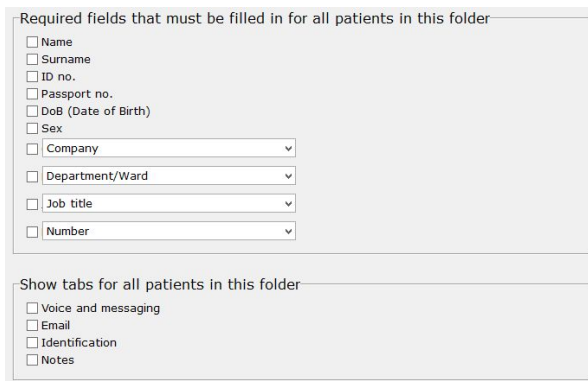 Required fields that must be filled in for all patients in this folder
Name
Surname
ID no.
Passport no.
DoB (Date of Birth)
Sex
Company
Department/Ward
Job title
Number
Show tabs for all patients in this folder
Voice and messaging
Email
Identification
Notes